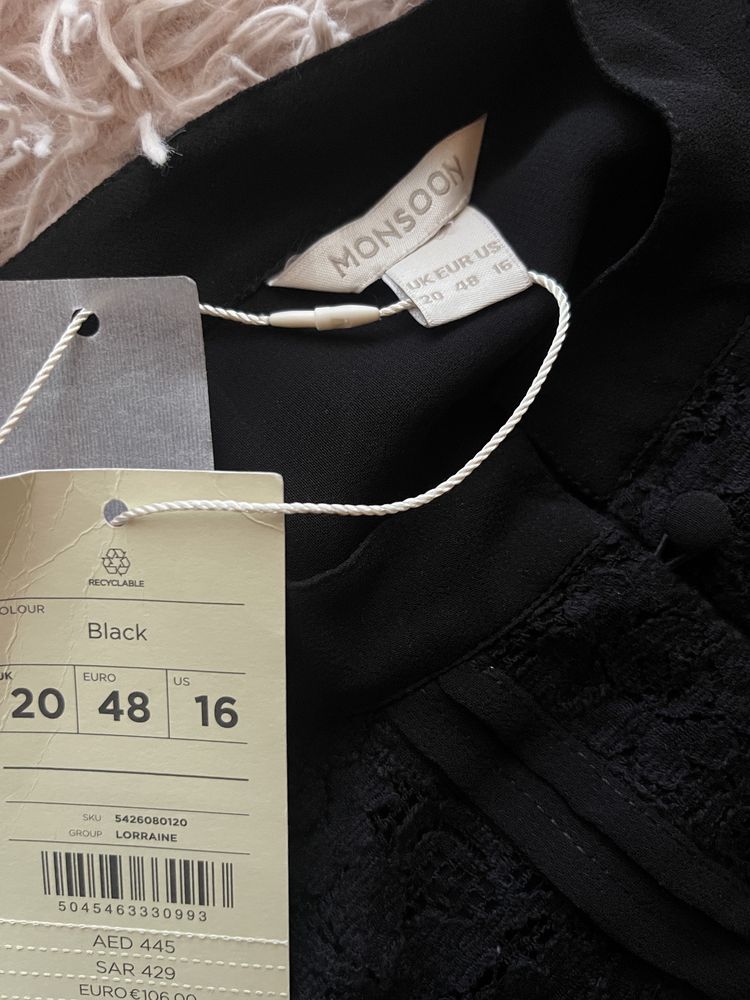 MONSOON
UK EUR US
20 48 16
RECYCLABLE
OLOUR
Black
UK EURO US
20 48 16
SKU 5426080120
GROUP LORRAINE
5045463330993
AED 445
SAR 429
EURO €106.00